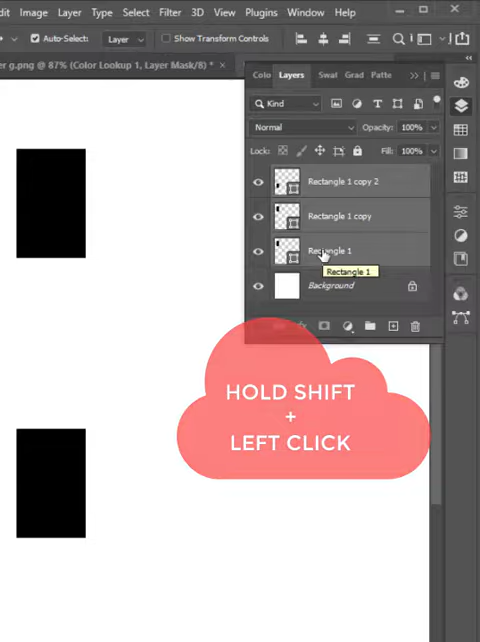 dit Image Layer Type Select Filter 3D View Plugins Window Help
Auto-Select: Layer Show Transform Controls
er g.png @ 87% (Color Lookup 1, Layer Mask/8) *
Colo Layers Swat Grad Patte
Kind
Normal Opacity: 100%
Lock: Fill: 100%
Rectangle 1 copy 2
Rectangle 1 copy
Rectangle 1
Rectangle 1
Background
HOLD SHIFT
+
LEFT CLICK